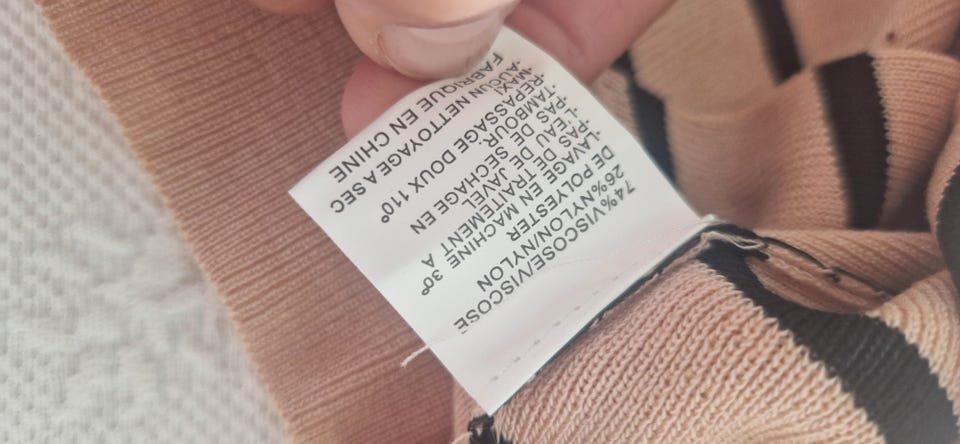 74%VISCOSE/VISCOSE
26%NYLON/NYLON
DE POLYESTER
-LAVAGE EN MACHINE 30° A
-PAS DE TRAITEMENT
L'EAU DE JAVEL
-PAS DE SECHAGE EN
TAMBOUR.
-REPASSAGE DOUX 110°
MAX!
-AUCUN NETTOYAGE A SEC
FABRIQUE EN CHINE